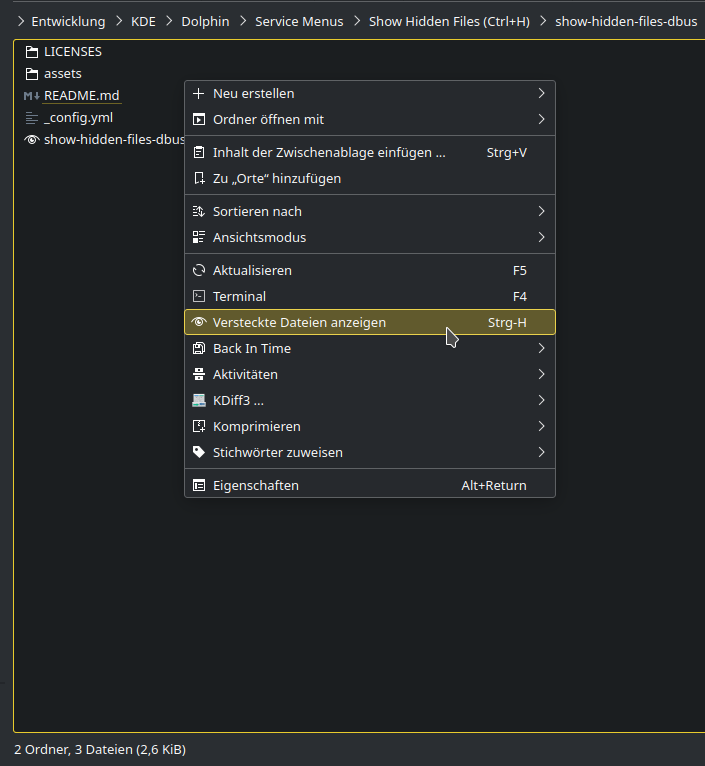 Entwicklung > KDE > Dolphin > Service Menus > Show Hidden Files (Ctrl+H) > show-hidden-files-dbus
LICENSES
assets
README.md
_config.yml
show-hidden-files-dbus
Neu erstellen
Ordner öffnen mit
Inhalt der Zwischenablage einfügen ... Strg+V
Zu „Orte“ hinzufügen
Sortieren nach
Ansichtsmodus
Aktualisieren F5
Terminal F4
Versteckte Dateien anzeigen Strg-H
Back In Time
Aktivitäten
KDiff3 ...
Komprimieren
Stichwörter zuweisen
Eigenschaften Alt+Return
2 Ordner, 3 Dateien (2,6 KiB)